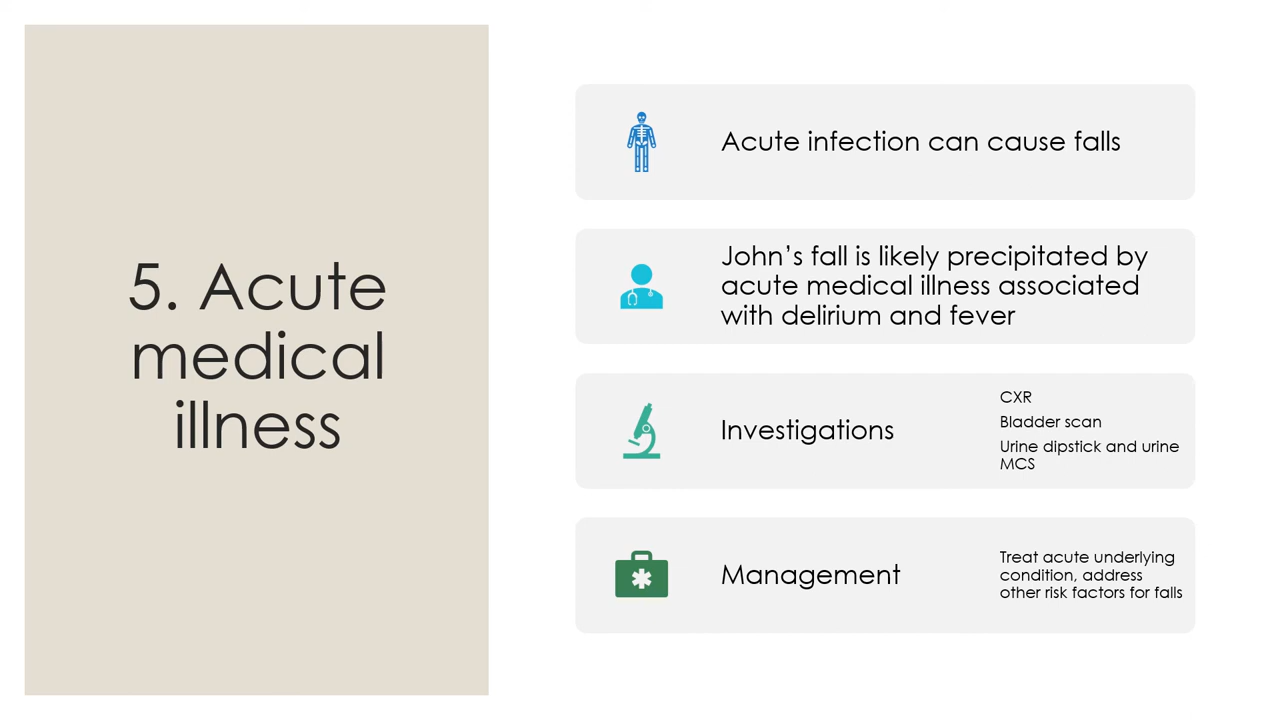 5. Acute
medical
illness
Acute infection can cause falls
John’s fall is likely precipitated by
acute medical illness associated
with delirium and fever
Investigations
CXR
Bladder scan
Urine dipstick and urine
MCS
Management
Treat acute underlying
condition, address
other risk factors for falls